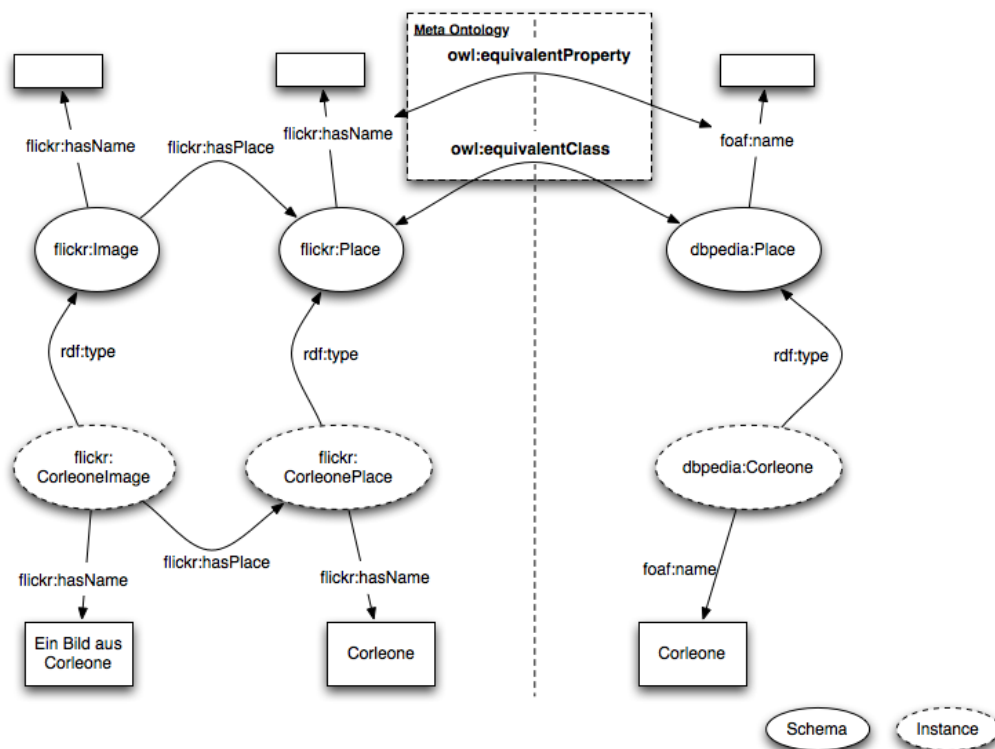 Meta Ontology
owl:equivalentProperty
flickr:hasName
flickr:hasPlace
flickr:hasName
foaf:name
owl:equivalentClass
flickr:Image
flickr:Place
dbpedia:Place
rdf:type
rdf:type
rdf:type
flickr:
CorleoneImage
flickr:
CorleonePlace
dbpedia:Corleone
flickr:hasPlace
flickr:hasName
flickr:hasName
foaf:name
Ein Bild aus
Corleone
Corleone
Corleone
Schema
Instance